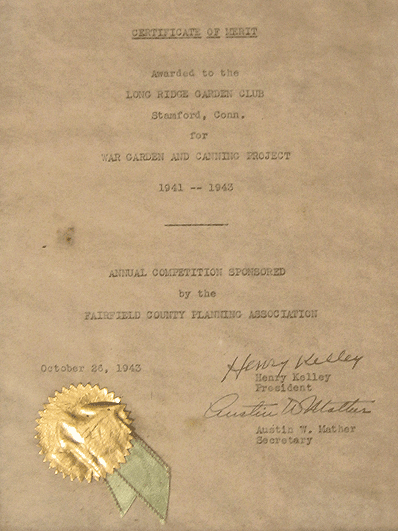 CERTIFICATE OF MERIT
Awarded to the
LONG RIDGE GARDEN CLUB
Stamford, Conn.
for
WAR GARDEN AND CANNING PROJECT
1941 -- 1943
ANNUAL COMPETITION SPONSORED
by the
FAIRFIELD COUNTY PLANNING ASSOCIATION
October 26, 1943
Henry Kelley
Henry Kelley
President
Austin W. Mather
Austin W. Mather
Secretary